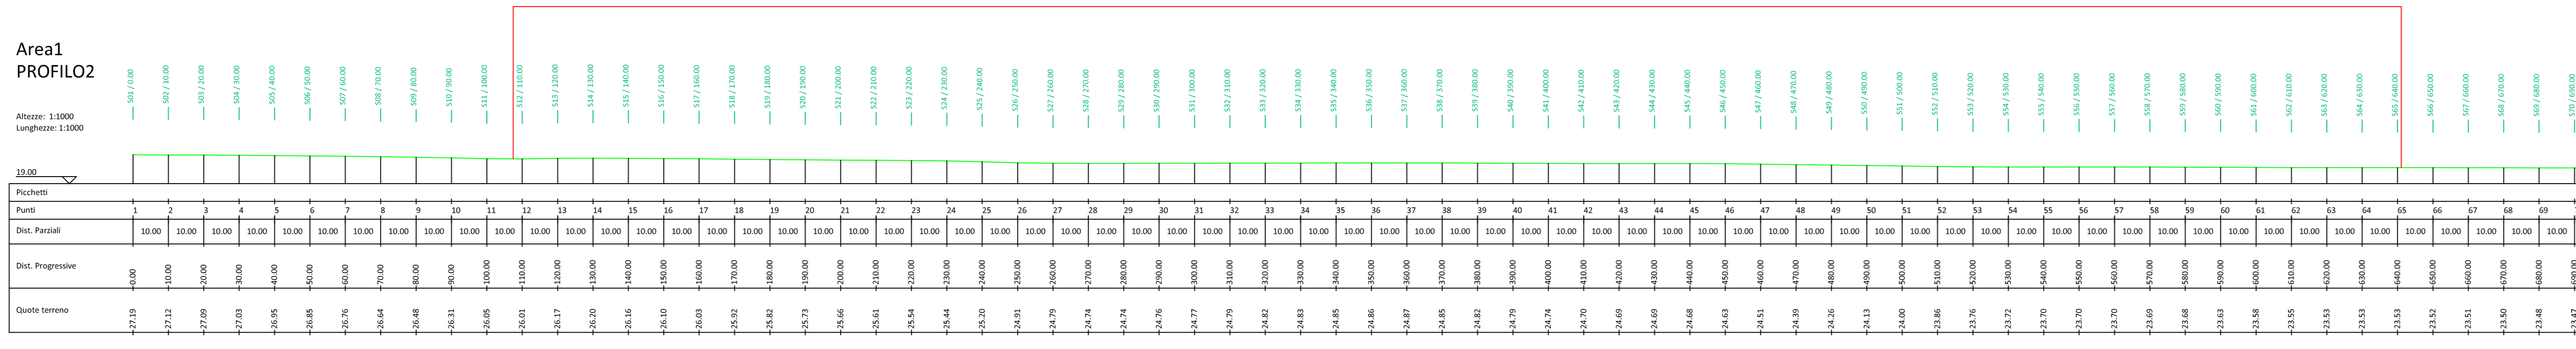 Area1
PROFILO2
Altezze: 1:1000
Lunghezze: 1:1000
S01 / 0.00 S02 / 10.00 S03 / 20.00 S04 / 30.00 S05 / 40.00 S06 / 50.00 S07 / 60.00 S08 / 70.00 S09 / 80.00 S10 / 90.00 S11 / 100.00 S12 / 110.00 S13 / 120.00 S14 / 130.00 S15 / 140.00 S16 / 150.00 S17 / 160.00 S18 / 170.00 S19 / 180.00 S20 / 190.00 S21 / 200.00 S22 / 210.00 S23 / 220.00 S24 / 230.00 S25 / 240.00 S26 / 250.00 S27 / 260.00 S28 / 270.00 S29 / 280.00 S30 / 290.00 S31 / 300.00 S32 / 310.00 S33 / 320.00 S34 / 330.00 S35 / 340.00 S36 / 350.00 S37 / 360.00 S38 / 370.00 S39 / 380.00 S40 / 390.00 S41 / 400.00 S42 / 410.00 S43 / 420.00 S44 / 430.00 S45 / 440.00 S46 / 450.00 S47 / 460.00 S48 / 470.00 S49 / 480.00 S50 / 490.00 S51 / 500.00 S52 / 510.00 S53 / 520.00 S54 / 530.00 S55 / 540.00 S56 / 550.00 S57 / 560.00 S58 / 570.00 S59 / 580.00 S60 / 590.00 S61 / 600.00 S62 / 610.00 S63 / 620.00 S64 / 630.00 S65 / 640.00 S66 / 650.00 S67 / 660.00 S68 / 670.00 S69 / 680.00 S70 / 690.00
19.00
Picchetti
Punti 1 2 3 4 5 6 7 8 9 10 11 12 13 14 15 16 17 18 19 20 21 22 23 24 25 26 27 28 29 30 31 32 33 34 35 36 37 38 39 40 41 42 43 44 45 46 47 48 49 50 51 52 53 54 55 56 57 58 59 60 61 62 63 64 65 66 67 68 69
Dist. Parziali 10.00 10.00 10.00 10.00 10.00 10.00 10.00 10.00 10.00 10.00 10.00 10.00 10.00 10.00 10.00 10.00 10.00 10.00 10.00 10.00 10.00 10.00 10.00 10.00 10.00 10.00 10.00 10.00 10.00 10.00 10.00 10.00 10.00 10.00 10.00 10.00 10.00 10.00 10.00 10.00 10.00 10.00 10.00 10.00 10.00 10.00 10.00 10.00 10.00 10.00 10.00 10.00 10.00 10.00 10.00 10.00 10.00 10.00 10.00 10.00 10.00 10.00 10.00 10.00 10.00 10.00 10.00 10.00 10.00
Dist. Progressive 0.00 10.00 20.00 30.00 40.00 50.00 60.00 70.00 80.00 90.00 100.00 110.00 120.00 130.00 140.00 150.00 160.00 170.00 180.00 190.00 200.00 210.00 220.00 230.00 240.00 250.00 260.00 270.00 280.00 290.00 300.00 310.00 320.00 330.00 340.00 350.00 360.00 370.00 380.00 390.00 400.00 410.00 420.00 430.00 440.00 450.00 460.00 470.00 480.00 490.00 500.00 510.00 520.00 530.00 540.00 550.00 560.00 570.00 580.00 590.00 600.00 610.00 620.00 630.00 640.00 650.00 660.00 670.00 680.00 690.00
Quote terreno 27.19 27.12 27.09 27.03 26.95 26.85 26.76 26.64 26.48 26.31 26.05 26.01 26.17 26.20 26.16 26.10 26.03 25.92 25.82 25.73 25.66 25.61 25.54 25.44 25.20 24.91 24.79 24.74 24.74 24.76 24.77 24.79 24.82 24.83 24.85 24.86 24.87 24.85 24.82 24.79 24.74 24.70 24.69 24.69 24.68 24.63 24.51 24.39 24.26 24.13 24.00 23.86 23.76 23.72 23.70 23.70 23.70 23.69 23.68 23.63 23.58 23.55 23.53 23.53 23.53 23.52 23.51 23.50 23.48 23.47